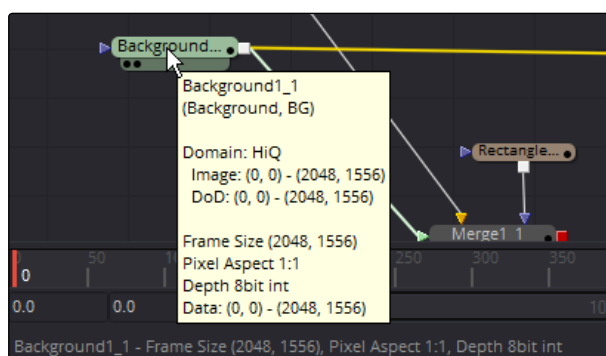 Background...
Background1_1
(Background, BG)
Domain: HiQ
Image: (0, 0) - (2048, 1556)
DoD: (0, 0) - (2048, 1556)
Frame Size (2048, 1556)
Pixel Aspect 1:1
Depth 8bit int
Data: (0, 0) - (2048, 1556)
Rectangle...
Merge1_1
0 50 250 300 350
0.0 0.0
Background1_1 - Frame Size (2048, 1556), Pixel Aspect 1:1, Depth 8bit int